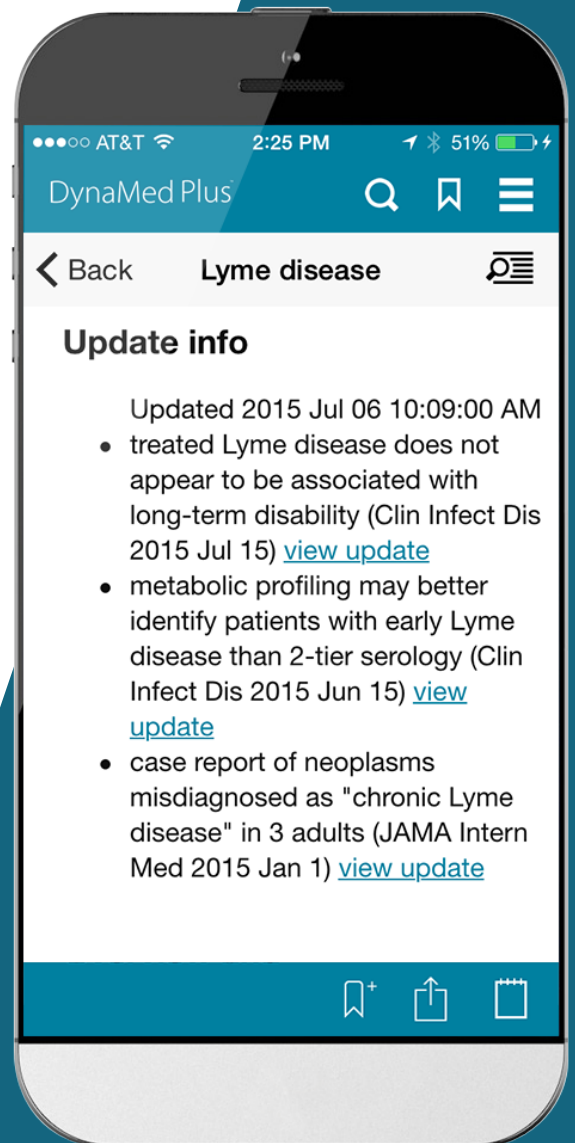 ●●●○○ AT&T 2:25 PM 51%
DynaMed Plus™
Back Lyme disease
Update info
Updated 2015 Jul 06 10:09:00 AM
• treated Lyme disease does not
appear to be associated with
long-term disability (Clin Infect Dis
2015 Jul 15) view update
• metabolic profiling may better
identify patients with early Lyme
disease than 2-tier serology (Clin
Infect Dis 2015 Jun 15) view
update
• case report of neoplasms
misdiagnosed as "chronic Lyme
disease" in 3 adults (JAMA Intern
Med 2015 Jan 1) view update